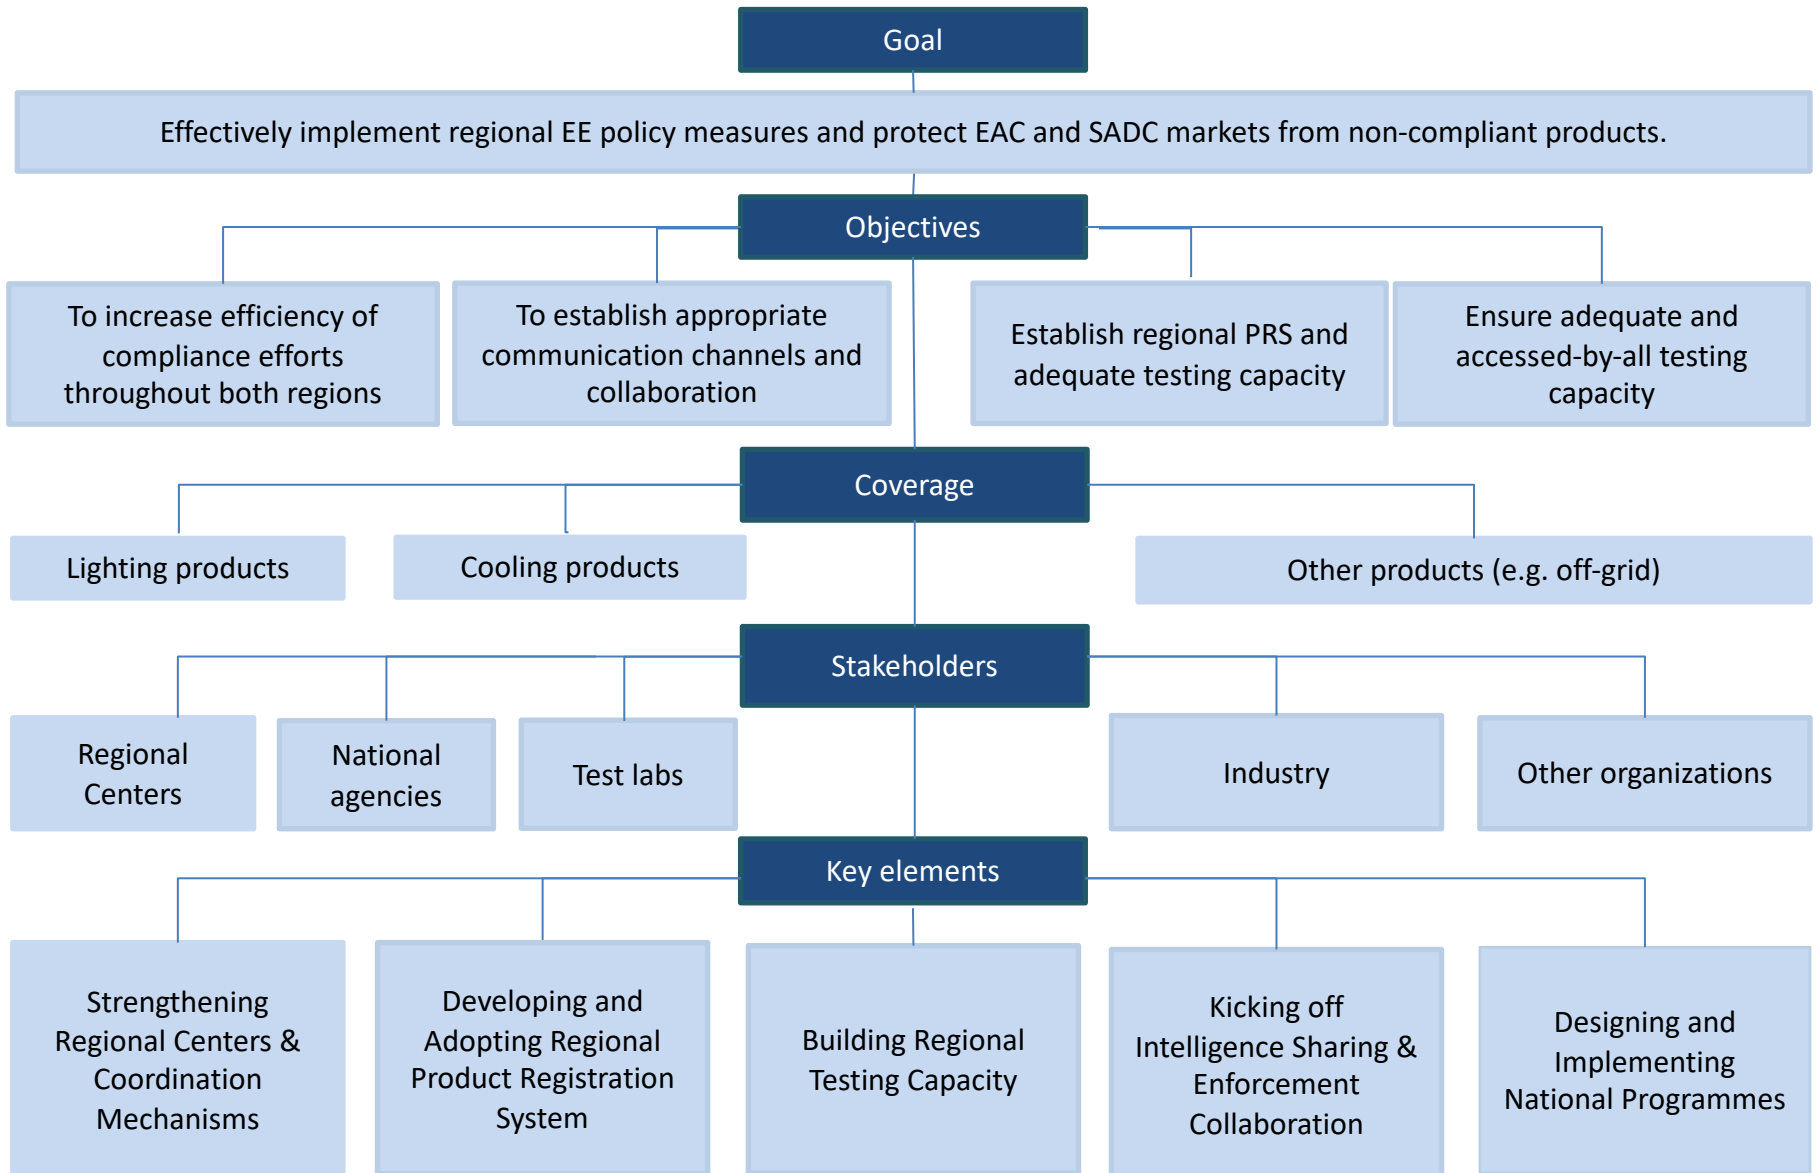 Goal
Effectively implement regional EE policy measures and protect EAC and SADC markets from non-compliant products.
Objectives
To increase efficiency of
compliance efforts
throughout both regions
To establish appropriate
communication channels and
collaboration
Establish regional PRS and
adequate testing capacity
Ensure adequate and
accessed-by-all testing
capacity
Coverage
Lighting products
Cooling products
Other products (e.g. off-grid)
Stakeholders
Regional
Centers
National
agencies
Test labs
Industry
Other organizations
Key elements
Strengthening
Regional Centers &
Coordination
Mechanisms
Developing and
Adopting Regional
Product Registration
System
Building Regional
Testing Capacity
Kicking off
Intelligence Sharing &
Enforcement
Collaboration
Designing and
Implementing
National Programmes